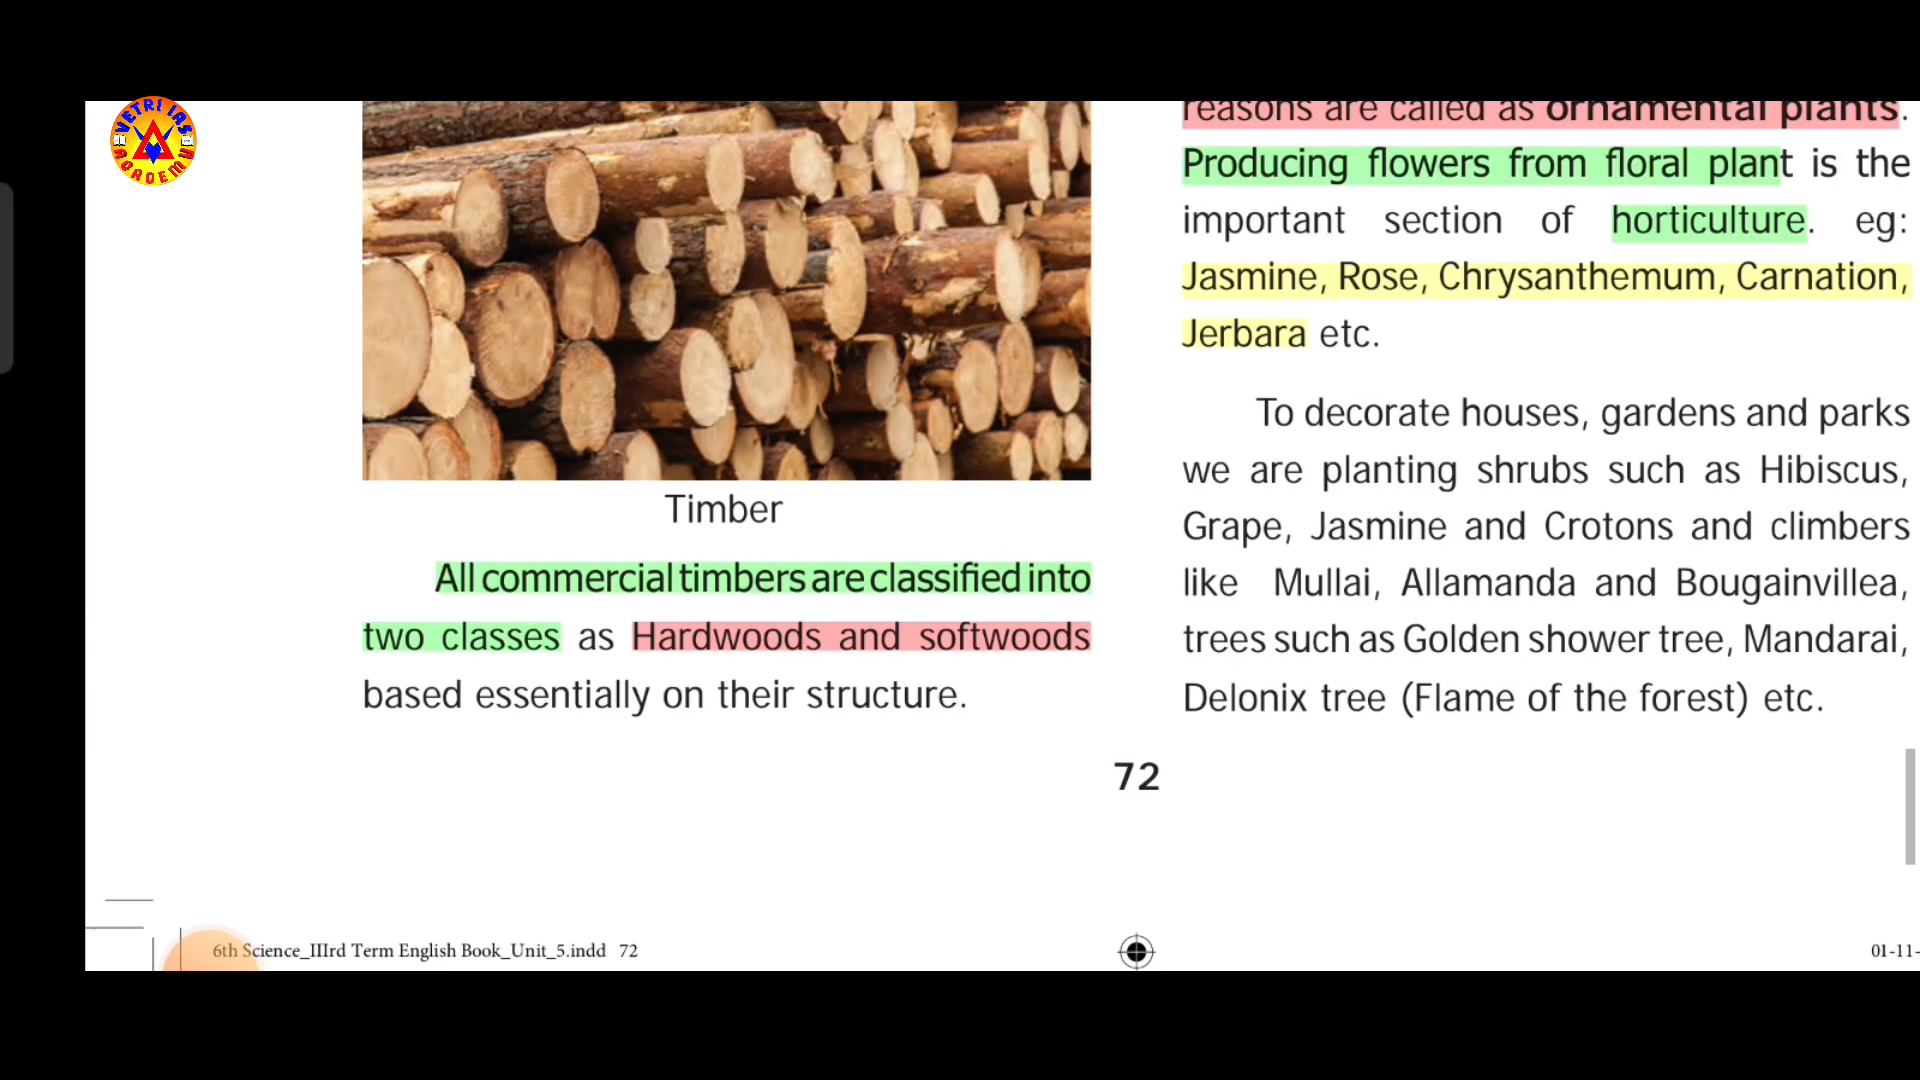 VETRI IAS
ACADEMY
Timber
All commercial timbers are classified into
two classes as Hardwoods and softwoods
based essentially on their structure.
reasons are called as ornamental plants.
Producing flowers from floral plant is the
important section of horticulture. eg:
Jasmine, Rose, Chrysanthemum, Carnation,
Jerbara etc.
To decorate houses, gardens and parks
we are planting shrubs such as Hibiscus,
Grape, Jasmine and Crotons and climbers
like Mullai, Allamanda and Bougainvillea,
trees such as Golden shower tree, Mandarai,
Delonix tree (Flame of the forest) etc.
72
6th Science_IIIrd Term English Book_Unit_5.indd 72
01-11-